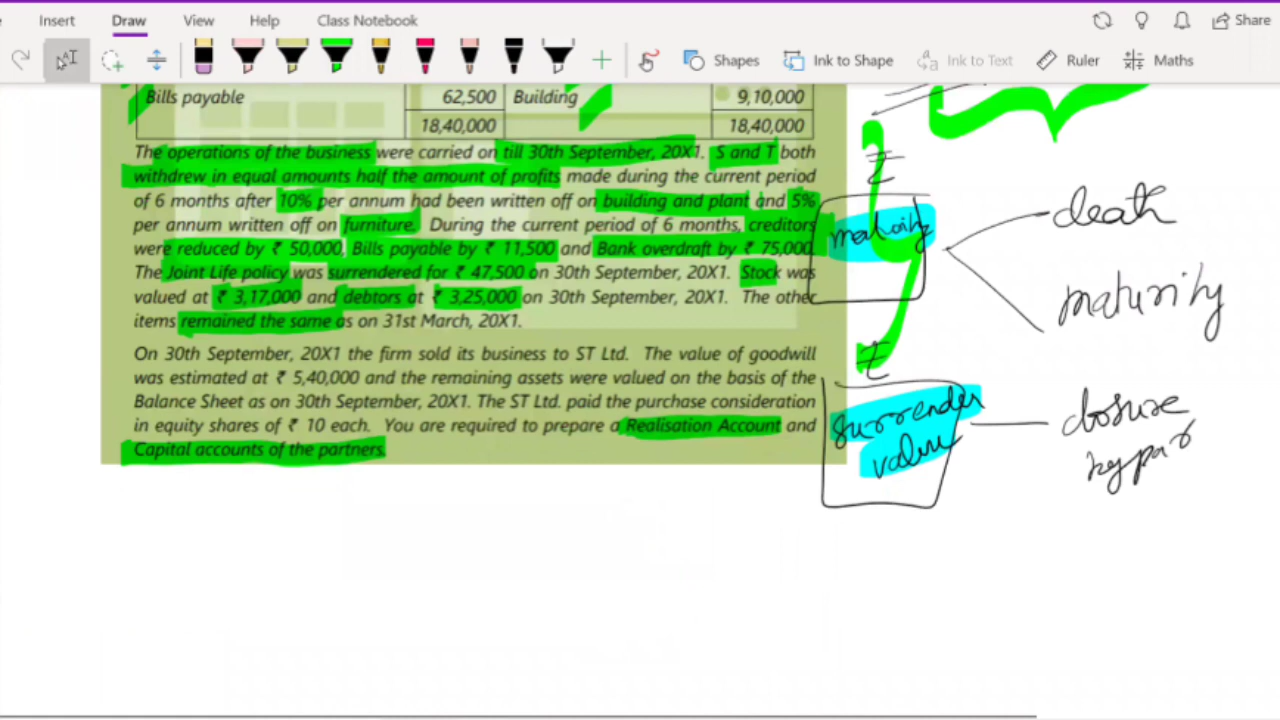 Insert Draw View Help Class Notebook Share
Shapes Ink to Shape Ink to Text Ruler Maths
Bills payable 62,500 Building 9,10,000
18,40,000 18,40,000
The operations of the business were carried on till 30th September, 20X1. S and T both
withdrew in equal amounts half the amount of profits made during the current period
of 6 months after 10% per annum had been written off on building and plant and 5%
per annum written off on furniture. During the current period of 6 months, creditors
were reduced by ₹ 50,000, Bills payable by ₹ 11,500 and Bank overdraft by ₹ 75,000.
The Joint Life policy was surrendered for ₹ 47,500 on 30th September, 20X1. Stock was
valued at ₹ 3,17,000 and debtors at ₹ 3,25,000 on 30th September, 20X1. The other
items remained the same as on 31st March, 20X1.
On 30th September, 20X1 the firm sold its business to ST Ltd. The value of goodwill
was estimated at ₹ 5,40,000 and the remaining assets were valued on the basis of the
Balance Sheet as on 30th September, 20X1. The ST Ltd. paid the purchase consideration
in equity shares of ₹ 10 each. You are required to prepare a Realisation Account and
Capital accounts of the partners.
₹
death
maturity
₹
surrender
value
closure